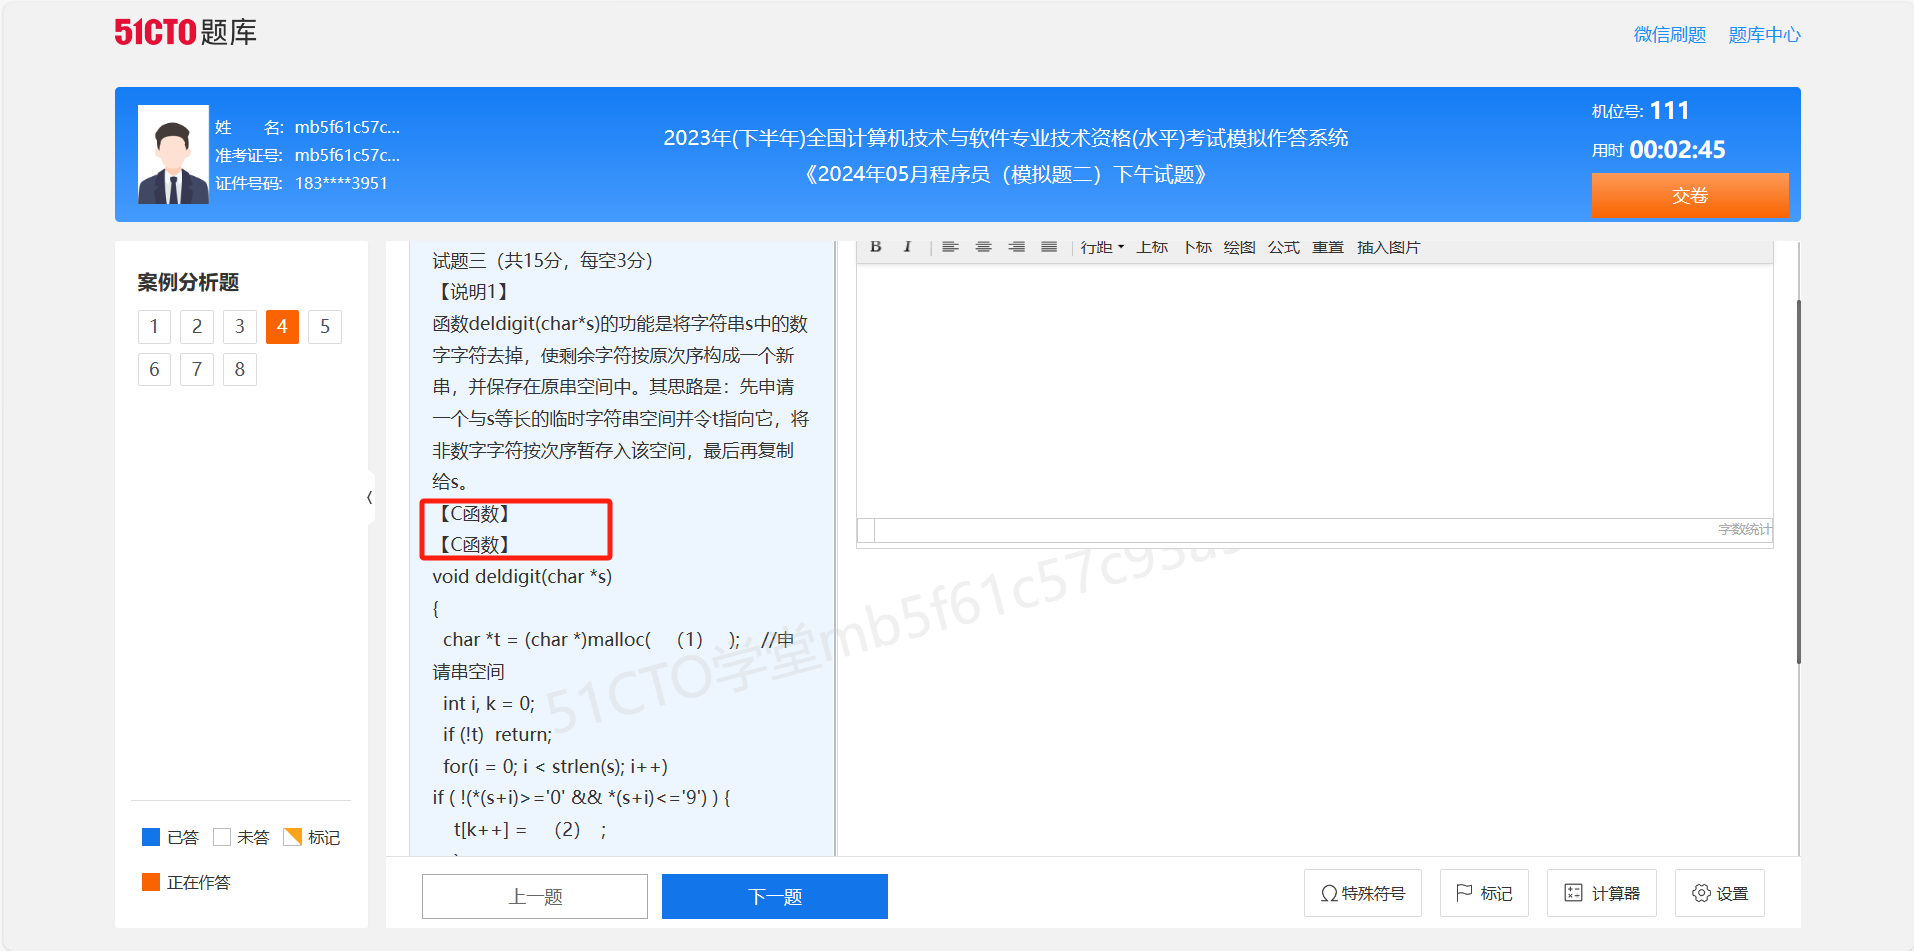 51CTO题库
微信刷题 题库中心
姓 名: mb5f61c57c...
准考证号: mb5f61c57c...
证件号码: 183****3951
2023年(下半年)全国计算机技术与软件专业技术资格(水平)考试模拟作答系统
《2024年05月程序员（模拟题二）下午试题》
机位号: 111
用时 00:02:45
交卷
案例分析题
1 2 3 4 5
6 7 8
已答 未答 标记
正在作答
试题三（共15分，每空3分）
【说明1】
函数deldigit(char*s)的功能是将字符串s中的数
字字符去掉，使剩余字符按原次序构成一个新
串，并保存在原串空间中。其思路是：先申请
一个与s等长的临时字符串空间并令t指向它，将
非数字字符按次序暂存入该空间，最后再复制
给s。
【C函数】
【C函数】
void deldigit(char *s)
{
char *t = (char *)malloc( （1） ); //申
请串空间
int i, k = 0;
if (!t) return;
for(i = 0; i < strlen(s); i++)
if ( !(*(s+i)>='0' && *(s+i)<='9') ) {
t[k++] = （2） ;
B I 行距 上标 下标 绘图 公式 重置 插入图片
字数统计
51CTO学堂mb5f61c57c93a
上一题 下一题
特殊符号 标记 计算器 设置